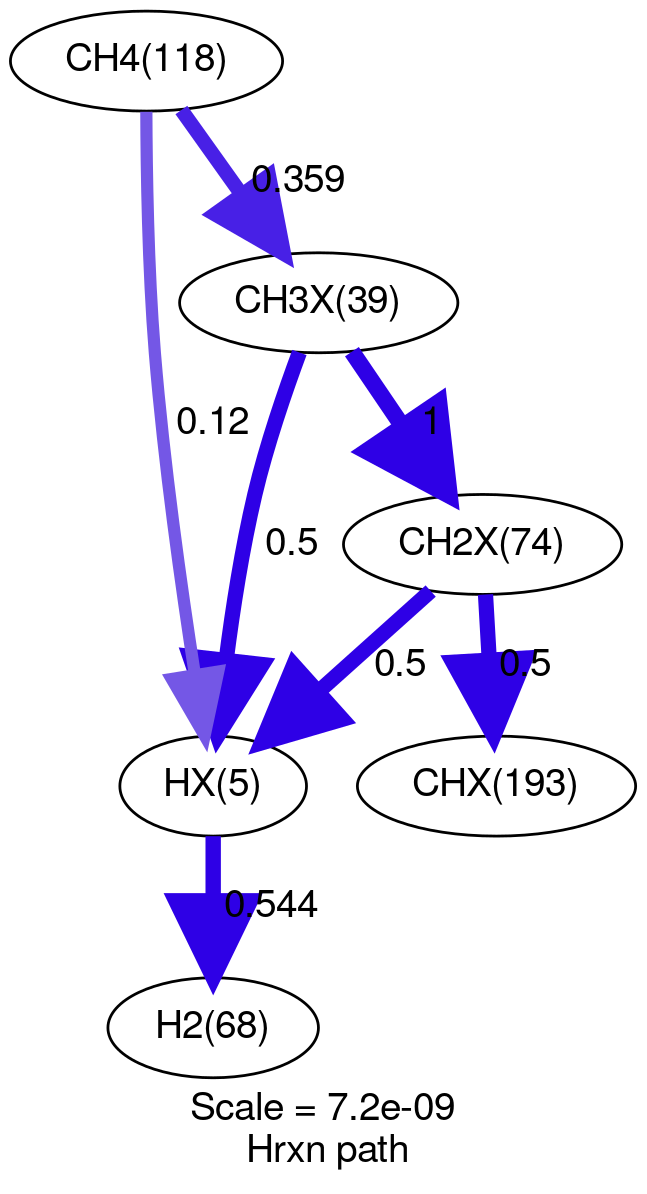 CH4(118)
0.359
CH3X(39)
0.12
1
0.5
CH2X(74)
0.5
0.5
HX(5)
CHX(193)
0.544
H2(68)
Scale = 7.2e-09
Hrxn path